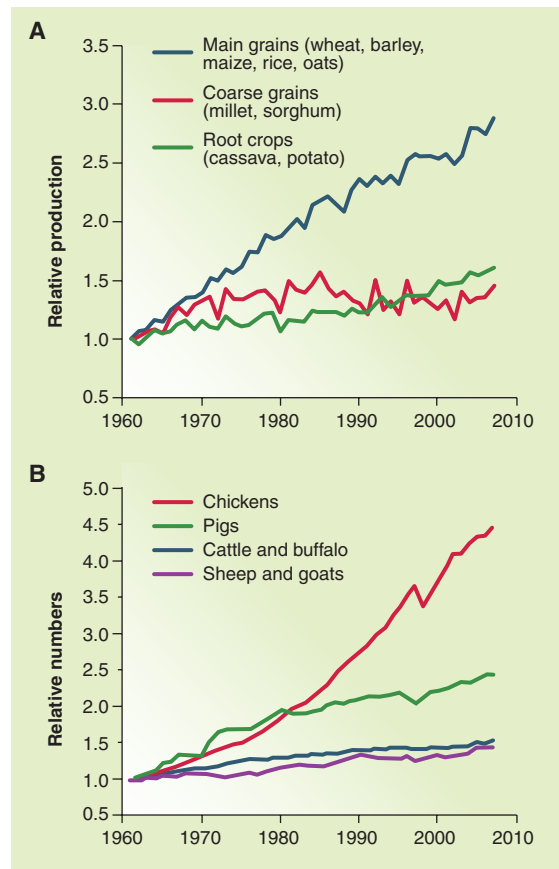 A
3.5
Main grains (wheat, barley,
maize, rice, oats)
3.0
Coarse grains
(millet, sorghum)
Root crops
(cassava, potato)
2.5
2.0
1.5
1.0
0.5
Relative production
1960 1970 1980 1990 2000 2010
B
5.0
Chickens
4.5
Pigs
4.0
Cattle and buffalo
Sheep and goats
3.5
3.0
2.5
2.0
1.5
1.0
0.5
Relative numbers
1960 1970 1980 1990 2000 2010